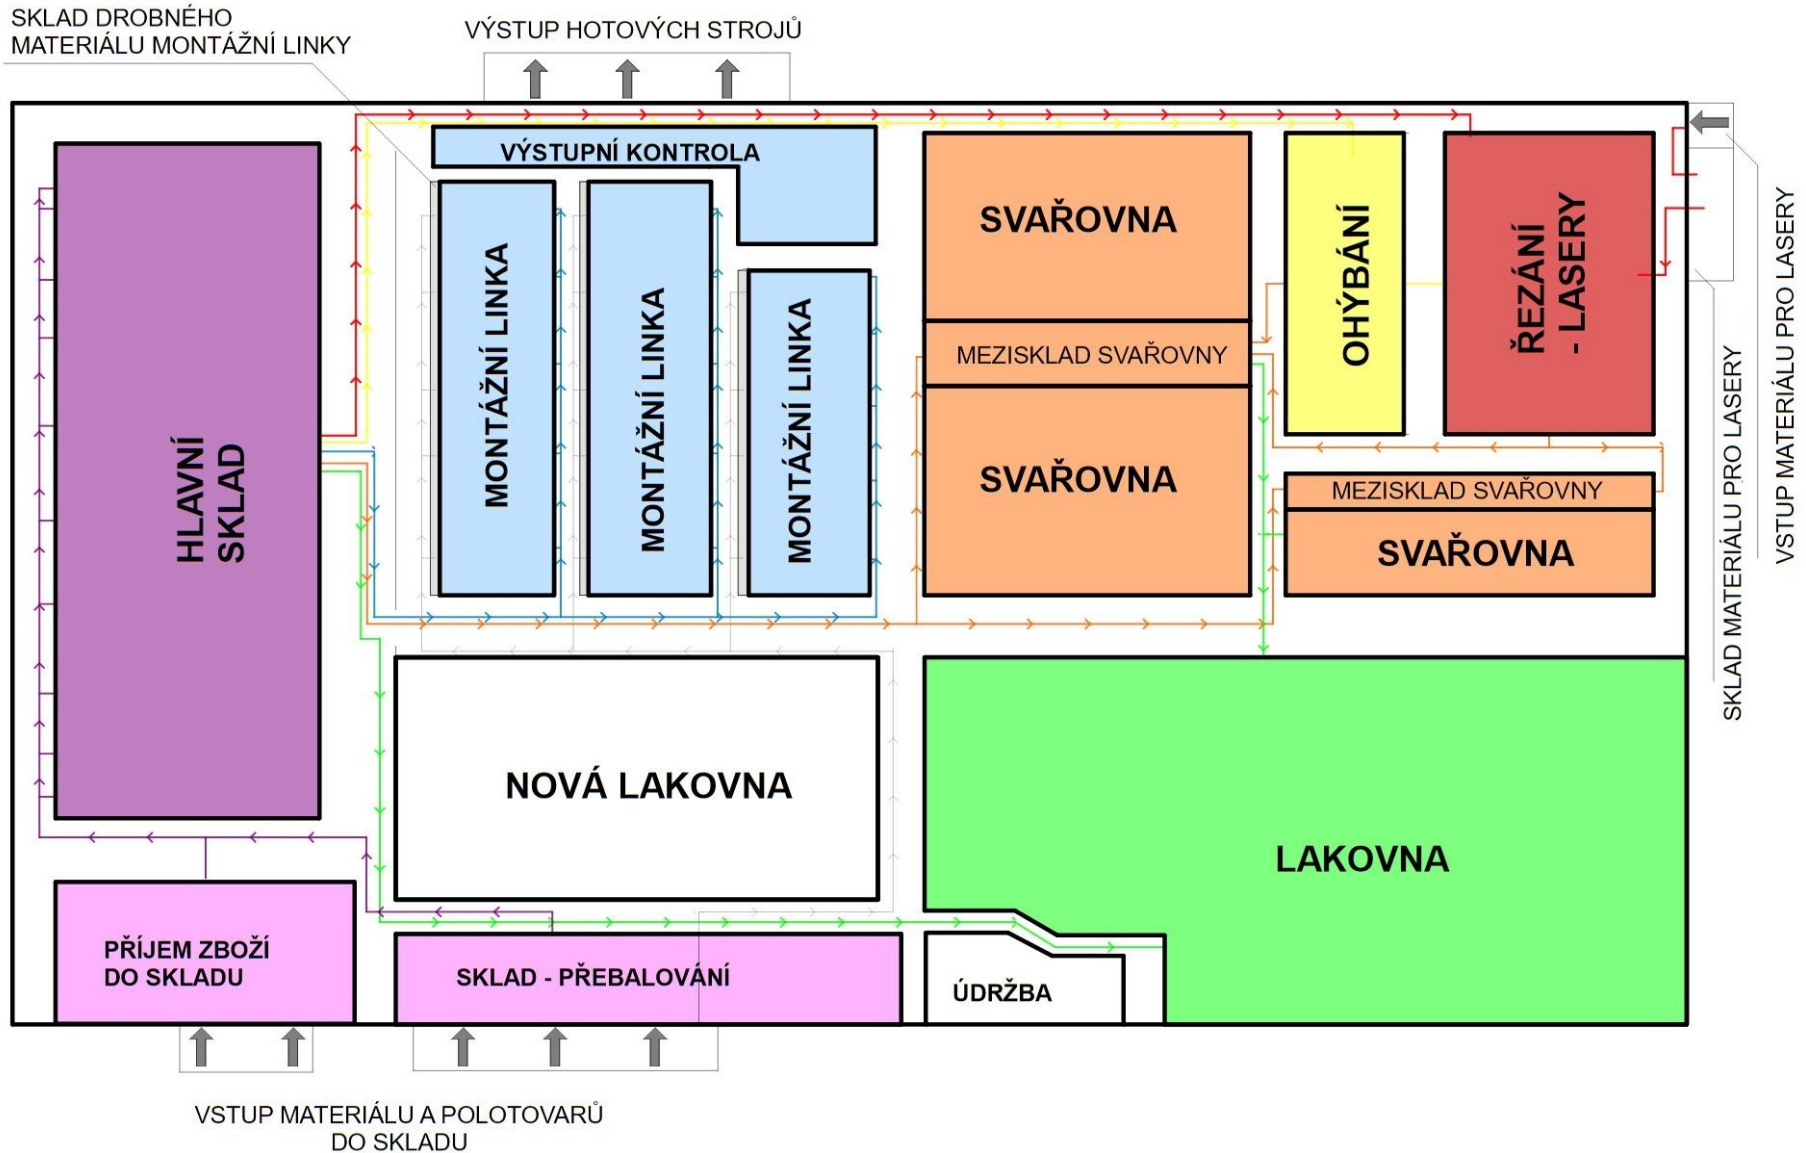 SKLAD DROBNÉHO
MATERIÁLU MONTÁŽNÍ LINKY
VÝSTUP HOTOVÝCH STROJŮ
VÝSTUPNÍ KONTROLA
HLAVNÍ
SKLAD
MONTÁŽNÍ LINKA
MONTÁŽNÍ LINKA
MONTÁŽNÍ LINKA
SVAŘOVNA
MEZISKLAD SVAŘOVNY
SVAŘOVNA
OHÝBÁNÍ
ŘEZÁNÍ
- LASERY
MEZISKLAD SVAŘOVNY
SVAŘOVNA
SKLAD MATERIÁLU PRO LASERY
VSTUP MATERIÁLU PRO LASERY
NOVÁ LAKOVNA
LAKOVNA
PŘÍJEM ZBOŽÍ
DO SKLADU
SKLAD - PŘEBALOVÁNÍ
ÚDRŽBA
VSTUP MATERIÁLU A POLOTOVARŮ
DO SKLADU